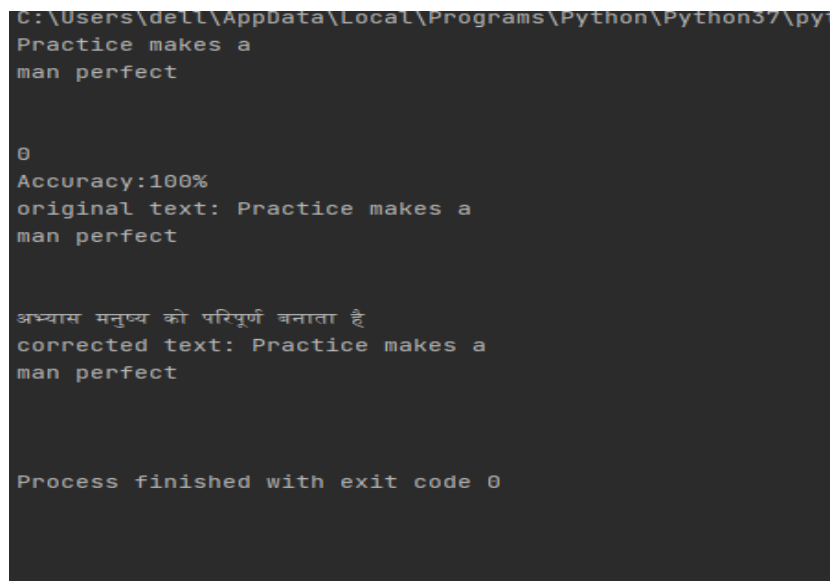 C:\Users\dell\AppData\Local\Programs\Python\Python37\pyt
Practice makes a
man perfect
0
Accuracy:100%
original text: Practice makes a
man perfect
अभ्यास मनुष्य को परिपूर्ण बनाता है
corrected text: Practice makes a
man perfect
Process finished with exit code 0